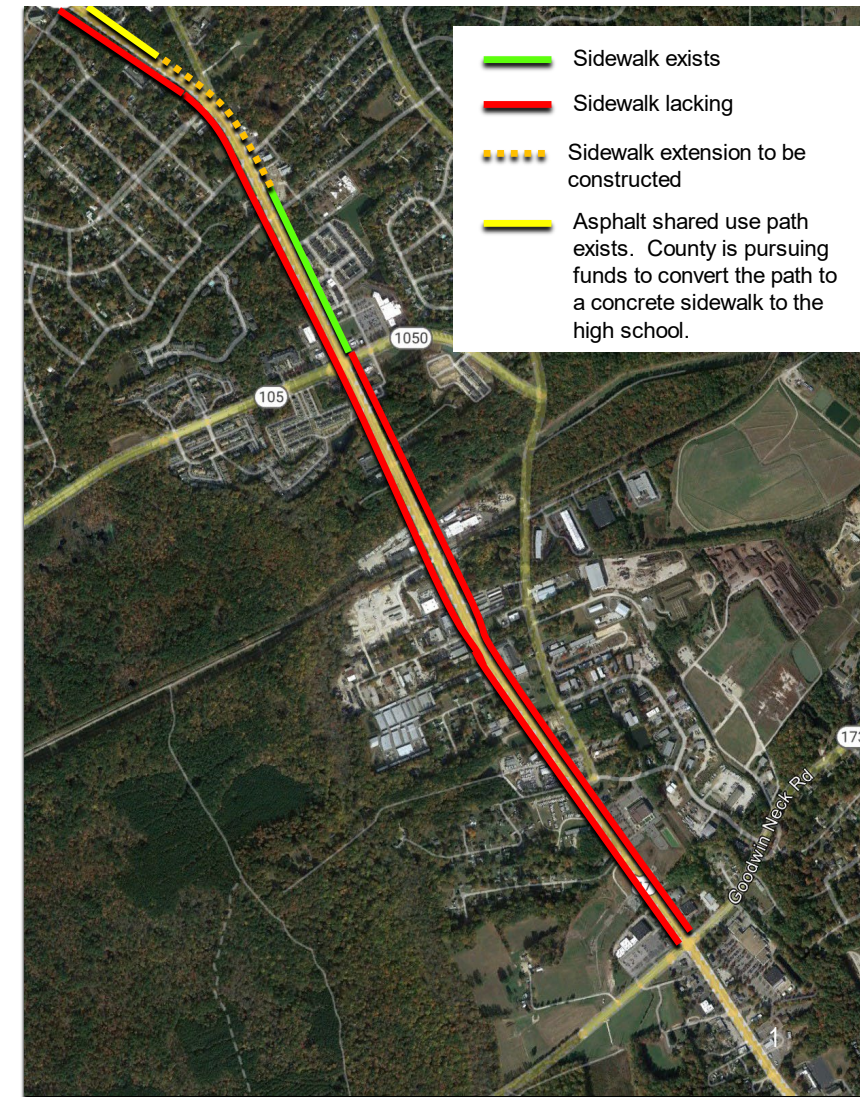 Sidewalk exists
Sidewalk lacking
Sidewalk extension to be
constructed
Asphalt shared use path
exists. County is pursuing
funds to convert the path to
a concrete sidewalk to the
high school.
1050
105
173
Goodwin Neck Rd
1